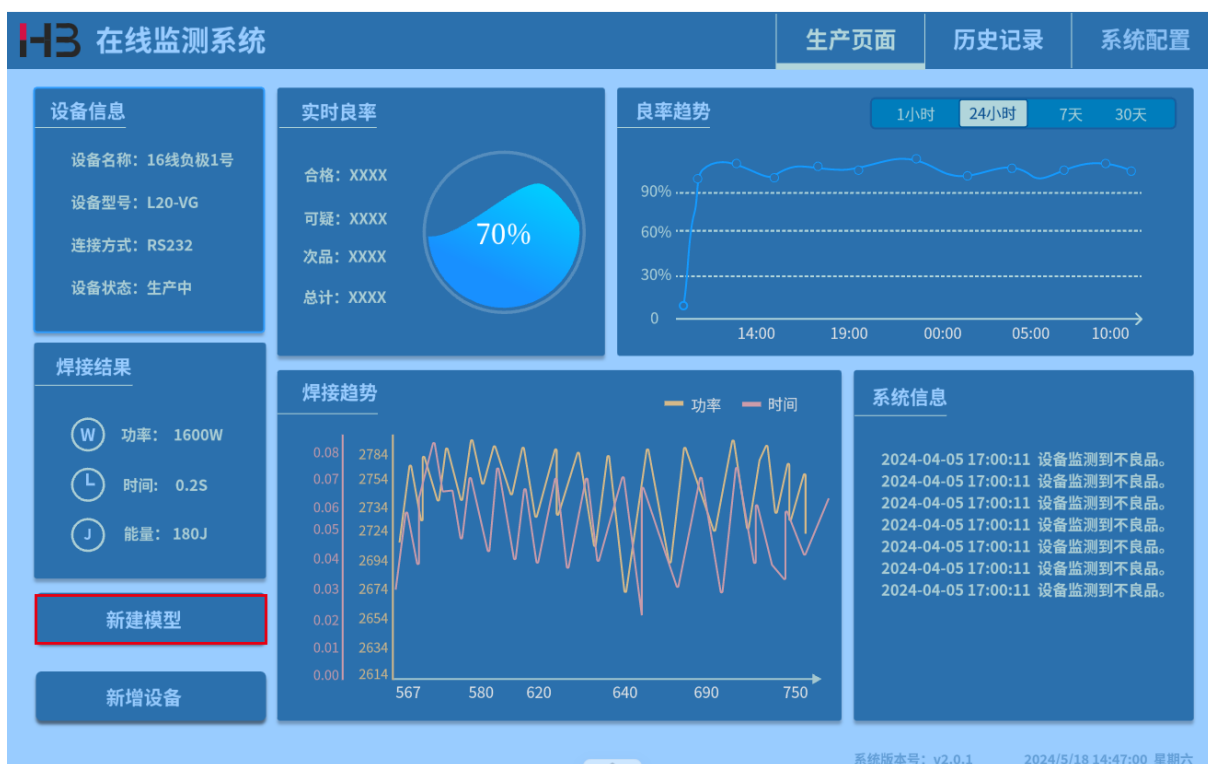 HB 在线监测系统
生产页面
历史记录
系统配置
设备信息
设备名称：16线负极1号
设备型号：L20-VG
连接方式：RS232
设备状态：生产中
实时良率
合格：XXXX
可疑：XXXX
次品：XXXX
总计：XXXX
70%
良率趋势
1小时 24小时 7天 30天
90%
60%
30%
0
14:00 19:00 00:00 05:00 10:00
焊接结果
W 功率： 1600W
时间: 0.2S
J 能量：180J
新建模型
新增设备
焊接趋势
功率 时间
0.08 2784
0.07 2754
0.06 2734
0.05 2724
0.04 2694
0.03 2674
0.02 2654
0.01 2634
0.00 2614
567 580 620 640 690 750
系统信息
2024-04-05 17:00:11 设备监测到不良品。
2024-04-05 17:00:11 设备监测到不良品。
2024-04-05 17:00:11 设备监测到不良品。
2024-04-05 17:00:11 设备监测到不良品。
2024-04-05 17:00:11 设备监测到不良品。
2024-04-05 17:00:11 设备监测到不良品。
2024-04-05 17:00:11 设备监测到不良品。
系统版本号：v2.0.1 2024/5/18 14:47:00 星期六